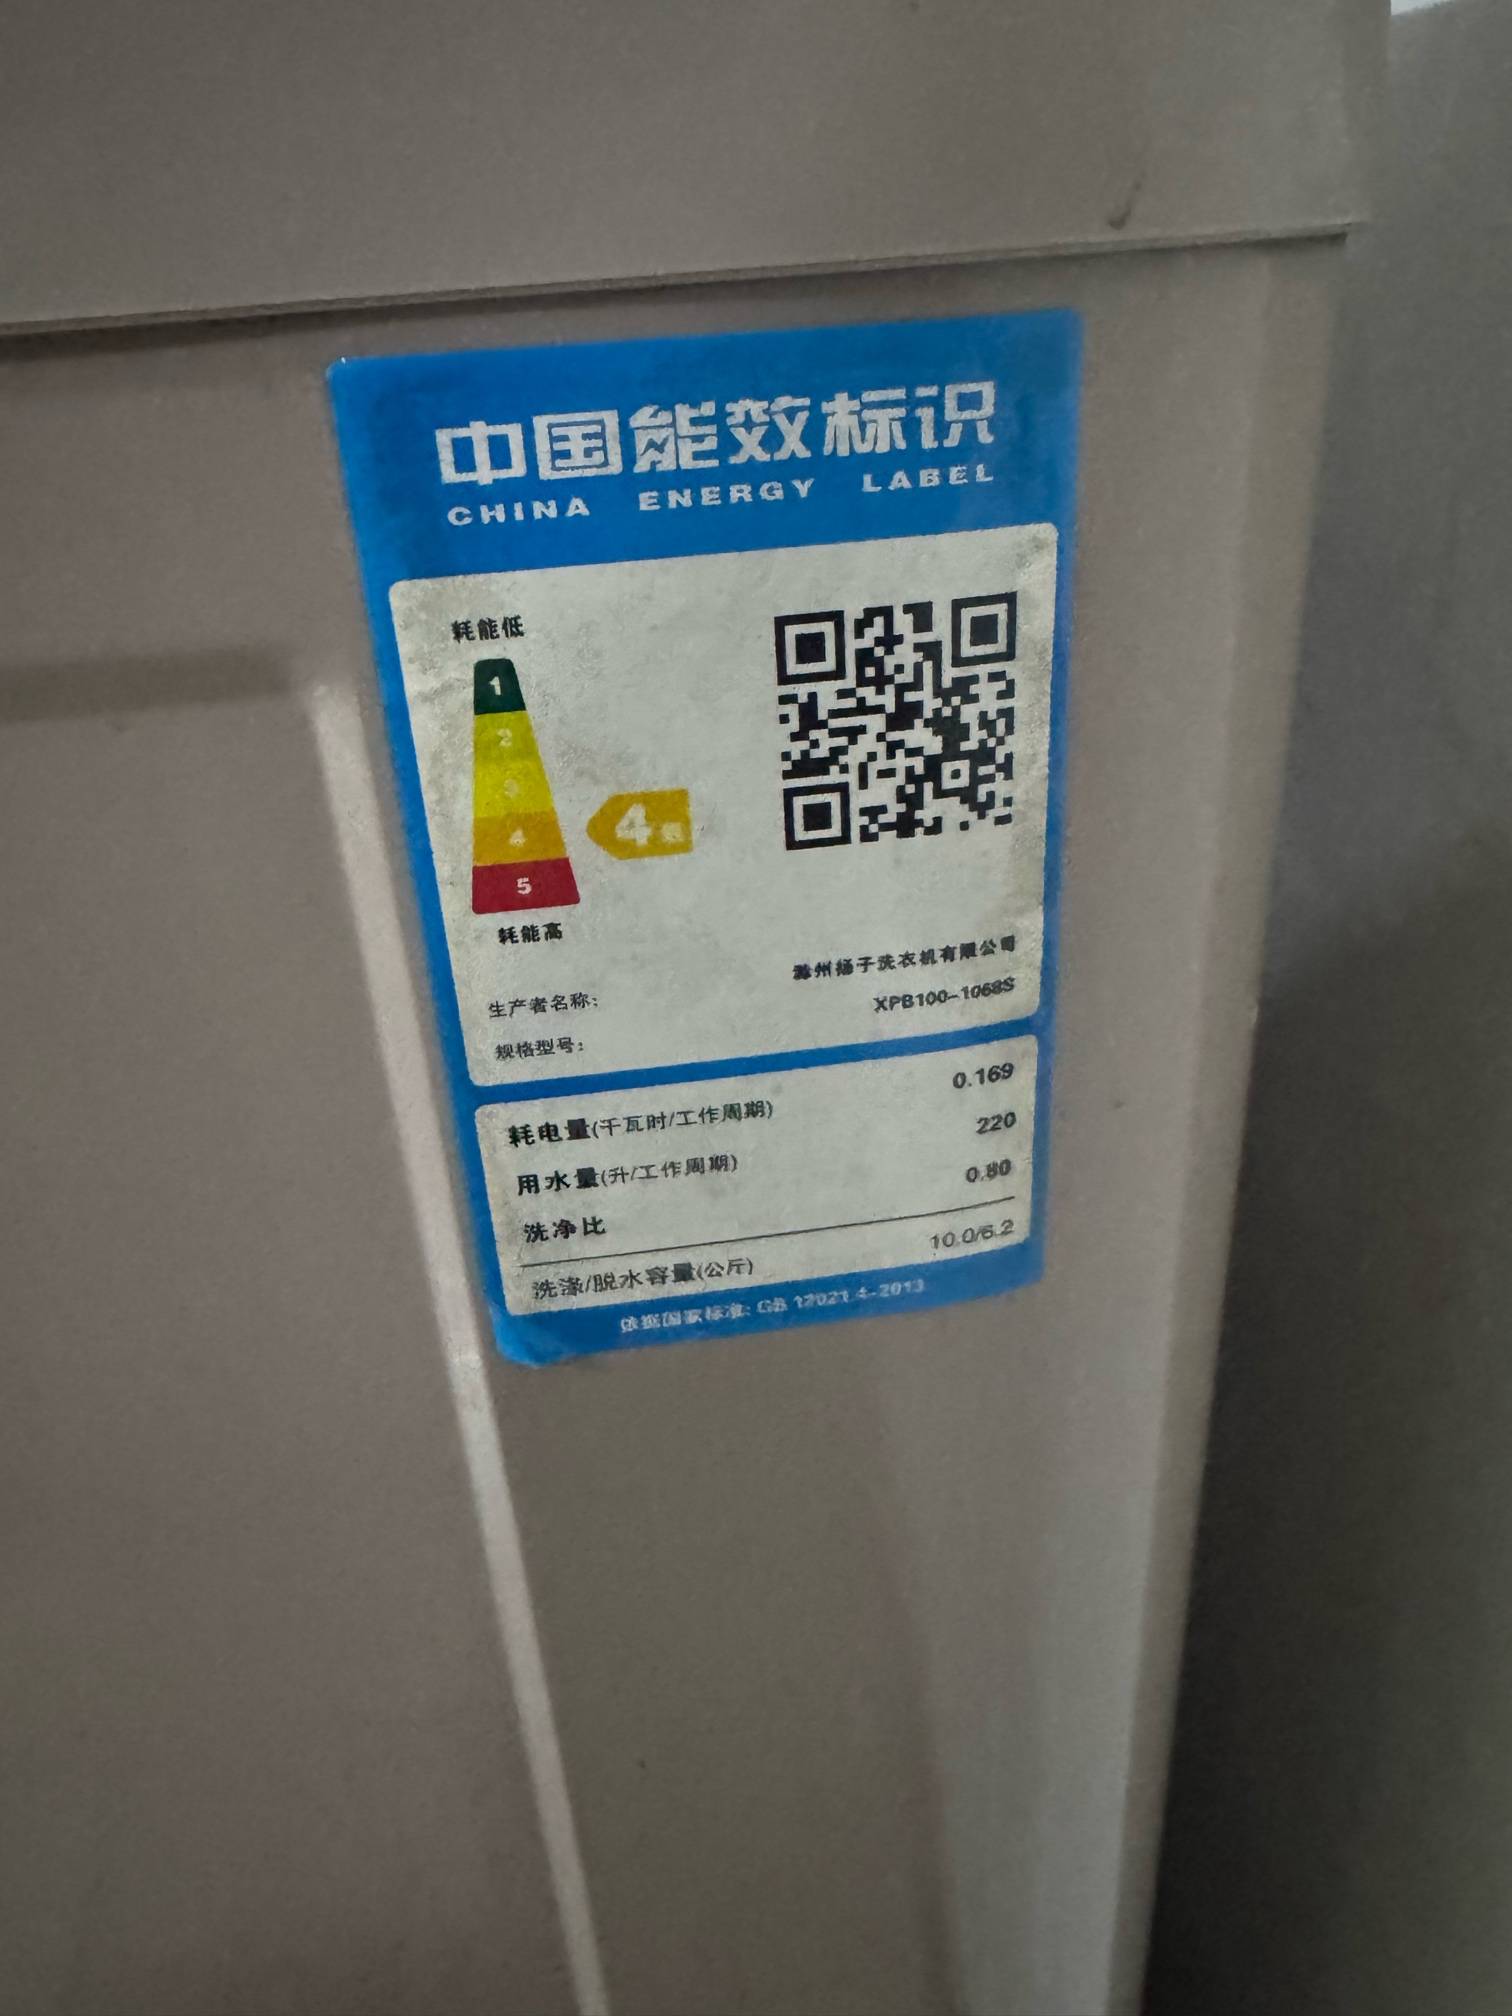 中国能效标识
CHINA ENERGY LABEL
耗能低
1
2
3
4
4级
5
耗能高
生产者名称: 滁州扬子洗衣机有限公司
规格型号: XPB100-1068S
耗电量(千瓦时/工作周期) 0.169
用水量(升/工作周期) 220
洗净比 0.80
洗涤/脱水容量(公斤) 10.0/6.2
依据国家标准: GB 12021.4-2013